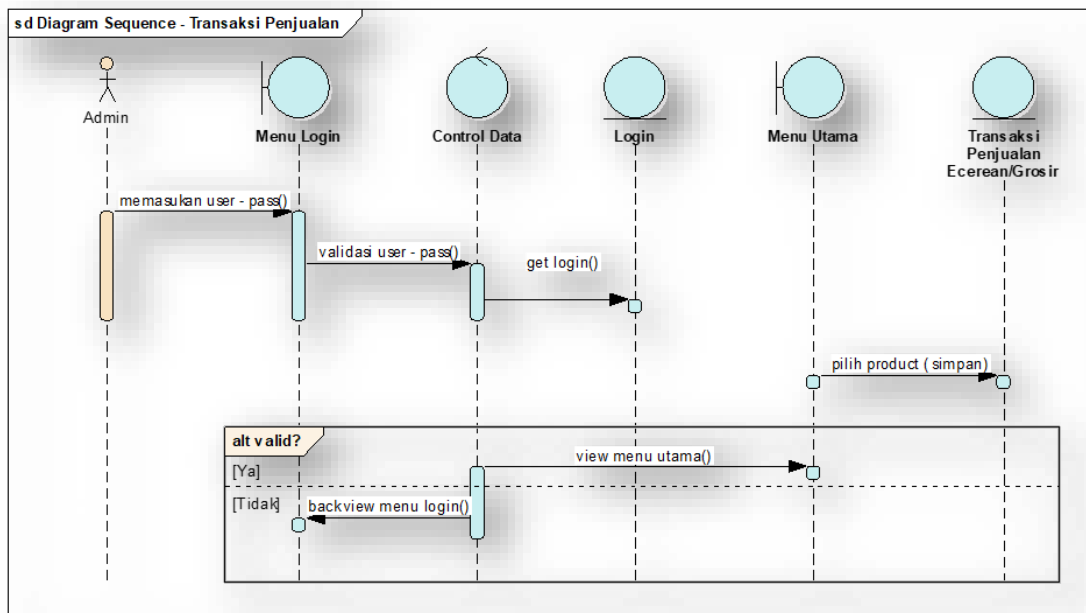 sd Diagram Sequence - Transaksi Penjualan
Admin
Menu Login
Control Data
Login
Menu Utama
Transaksi
Penjualan
Ecerean/Grosir
memasukan user - pass()
validasi user - pass()
get login()
pilih product ( simpan)
alt valid?
[Ya]
view menu utama()
[Tidak]
backview menu login()